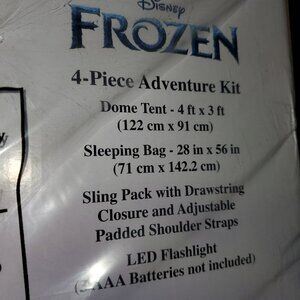 Disney
FROZEN
4-Piece Adventure Kit
Dome Tent - 4 ft x 3 ft
(122 cm x 91 cm)
Sleeping Bag - 28 in x 56 in
(71 cm x 142.2 cm)
Sling Pack with Drawstring
Closure and Adjustable
Padded Shoulder Straps
LED Flashlight
AAA Batteries not included)